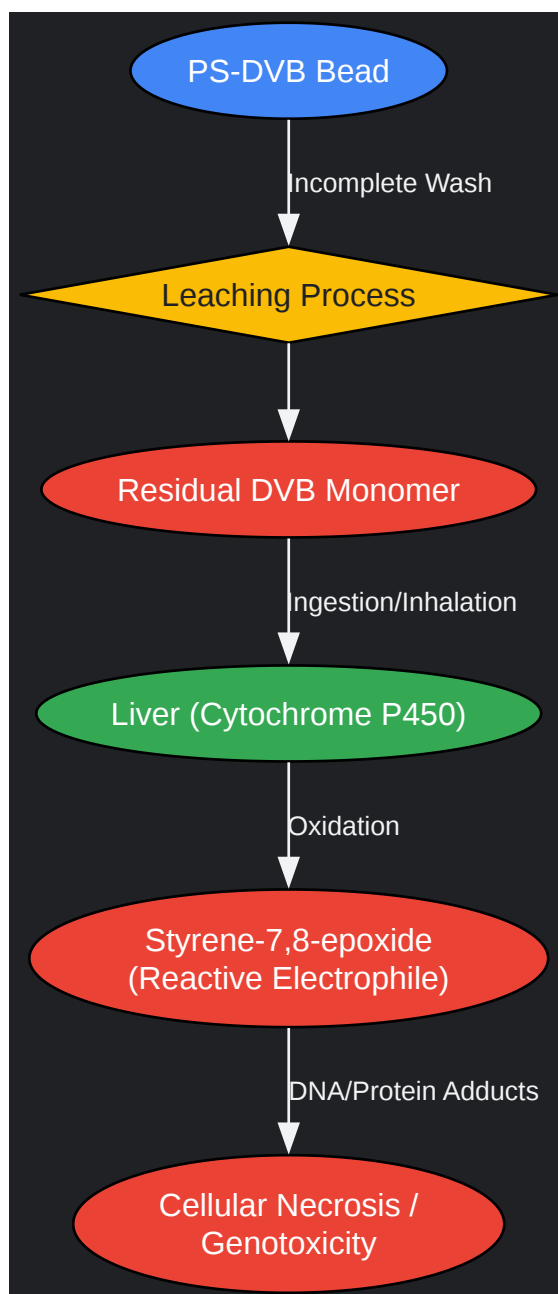 PS-DVB Bead
Incomplete Wash
Leaching Process
Residual DVB Monomer
Ingestion/Inhalation
Liver (Cytochrome P450)
Oxidation
Styrene-7,8-epoxide
(Reactive Electrophile)
DNA/Protein Adducts
Cellular Necrosis /
Genotoxicity